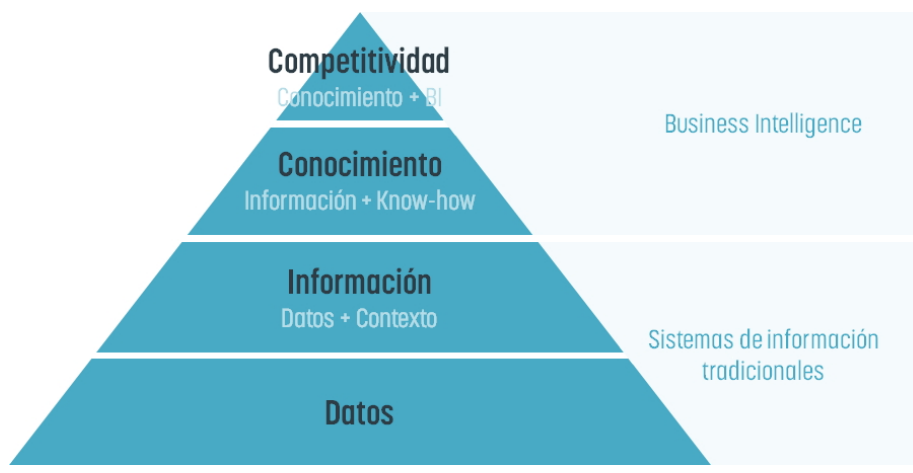 Competitividad
Conocimiento + BI
Business Intelligence
Conocimiento
Información + Know-how
Información
Datos + Contexto
Sistemas de información
tradicionales
Datos